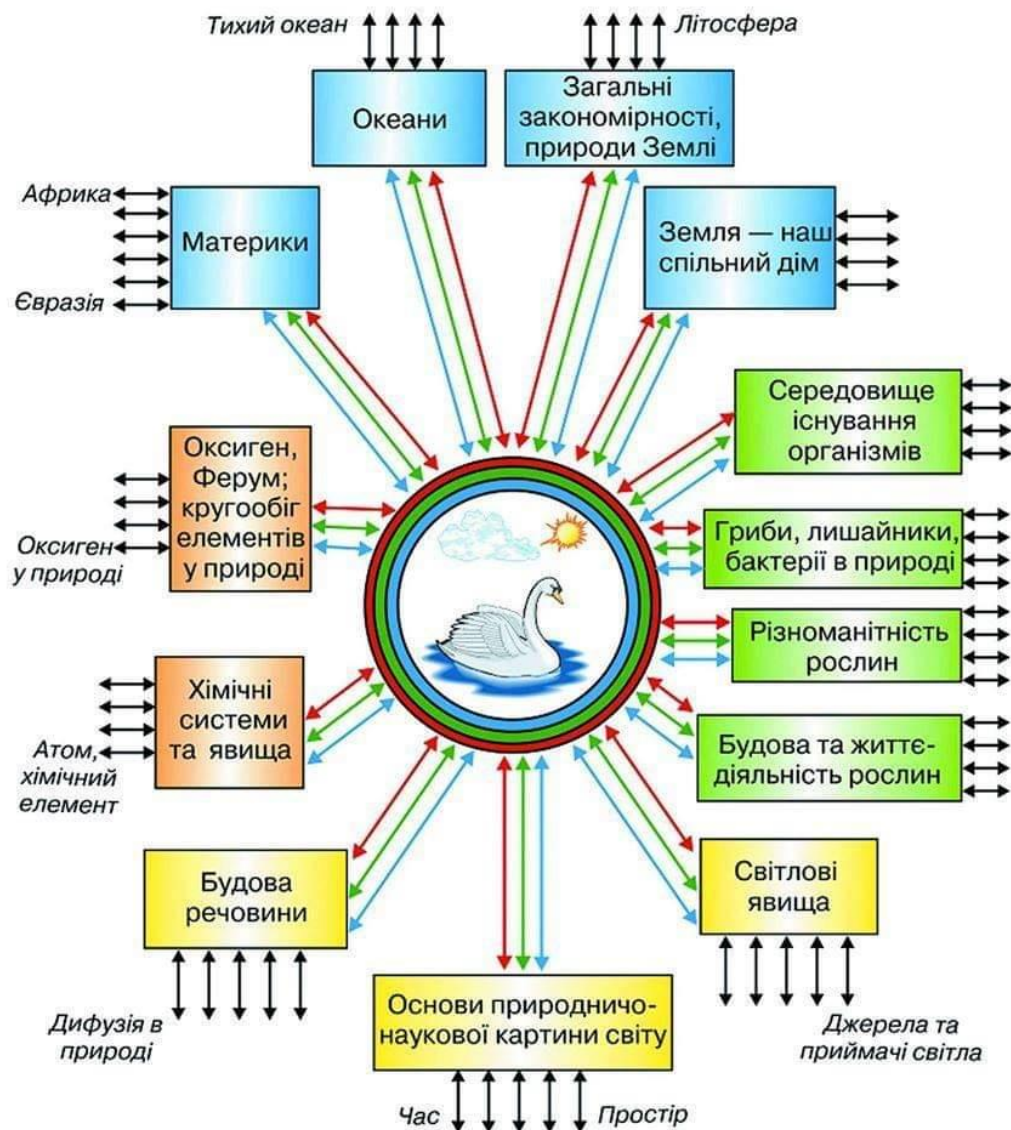 Тихий океан
Літосфера
Океани
Загальні
закономірності,
природи Землі
Африка
Материки
Євразія
Земля — наш
спільний дім
Середовище
існування
організмів
Оксиген,
Ферум;
кругообіг
елементів
у природі
Оксиген
у природі
Гриби, лишайники,
бактерії в природі
Різноманітність
рослин
Хімічні
системи
та явища
Атом,
хімічний
елемент
Будова та життє-
діяльність рослин
Будова
речовини
Світлові
явища
Дифузія в
природі
Основи природничо-
наукової картини світу
Джерела та
приймачі світла
Час
Простір